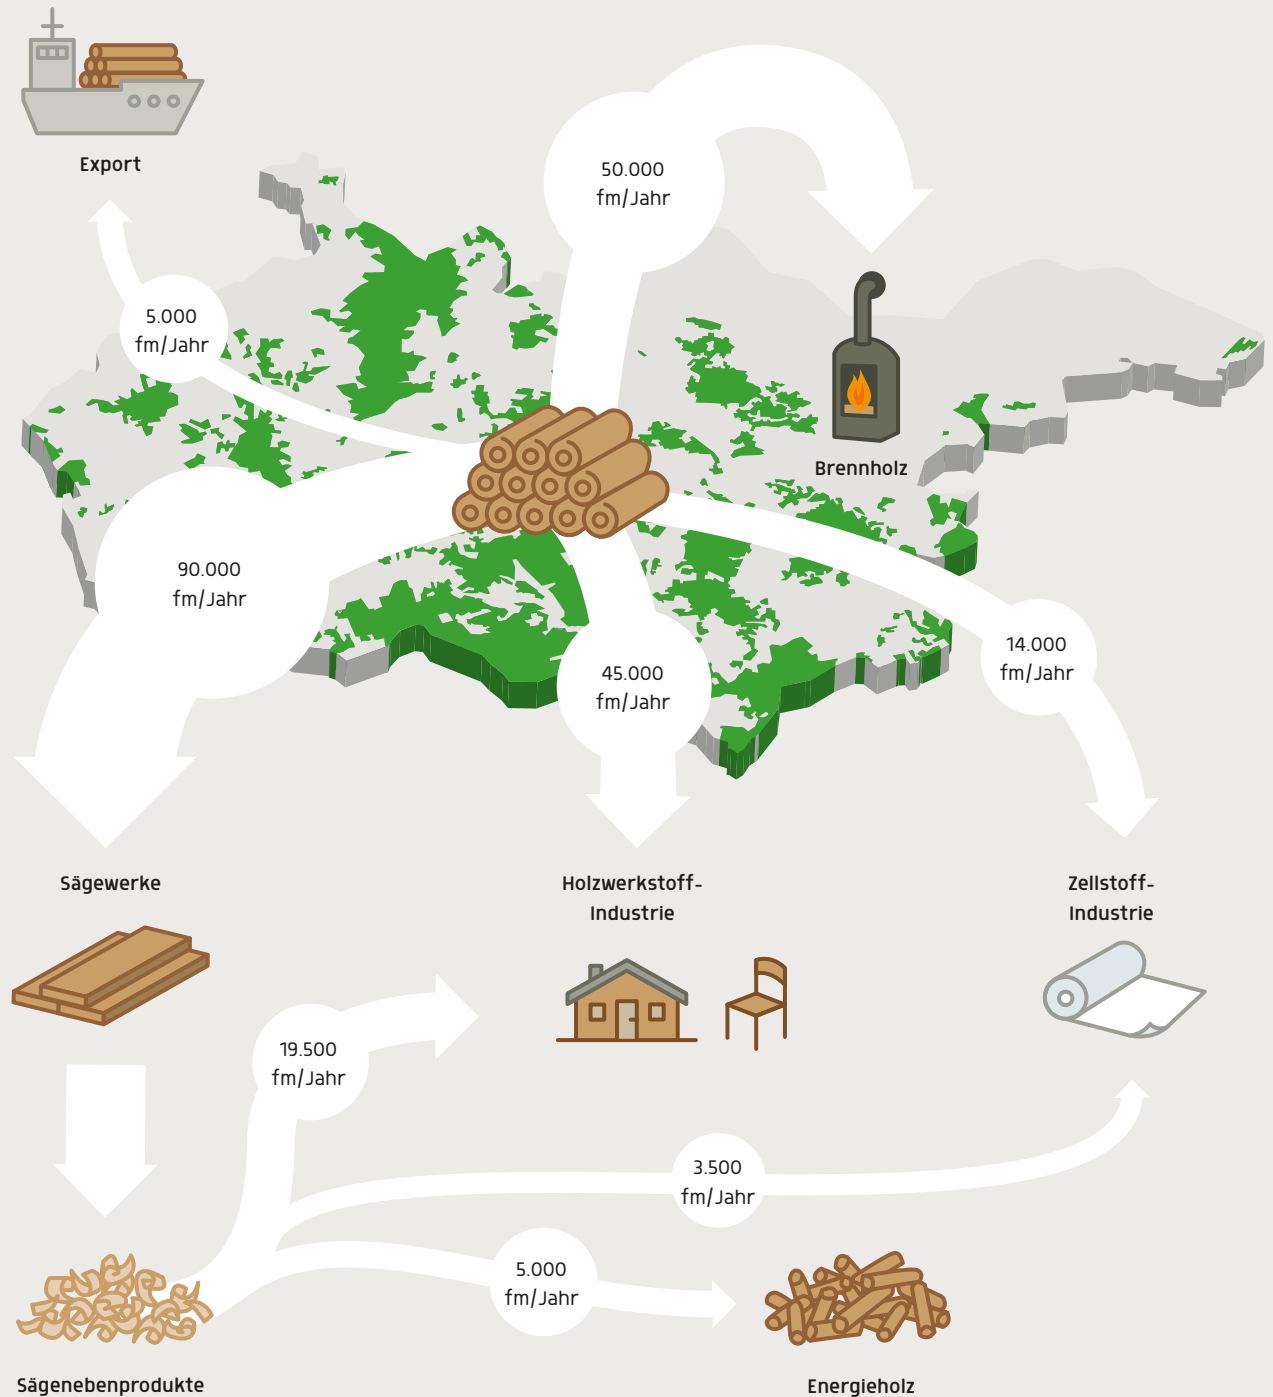 Export
50.000
fm/Jahr
5.000
fm/Jahr
Brennholz
90.000
fm/Jahr
45.000
fm/Jahr
14.000
fm/Jahr
Sägewerke
Holzwerkstoff-
Industrie
Zellstoff-
Industrie
19.500
fm/Jahr
3.500
fm/Jahr
5.000
fm/Jahr
Sägenebenprodukte
Energieholz